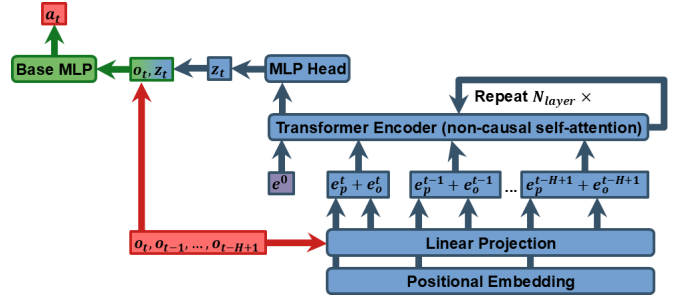 a_t
Base MLP
o_t, z_t
z_t
MLP Head
Repeat N_layer ×
Transformer Encoder (non-causal self-attention)
e^0
e_p^t + e_o^t
e_p^{t-1} + e_o^{t-1}
...
e_p^{t-H+1} + e_o^{t-H+1}
o_t, o_{t-1}, ..., o_{t-H+1}
Linear Projection
Positional Embedding